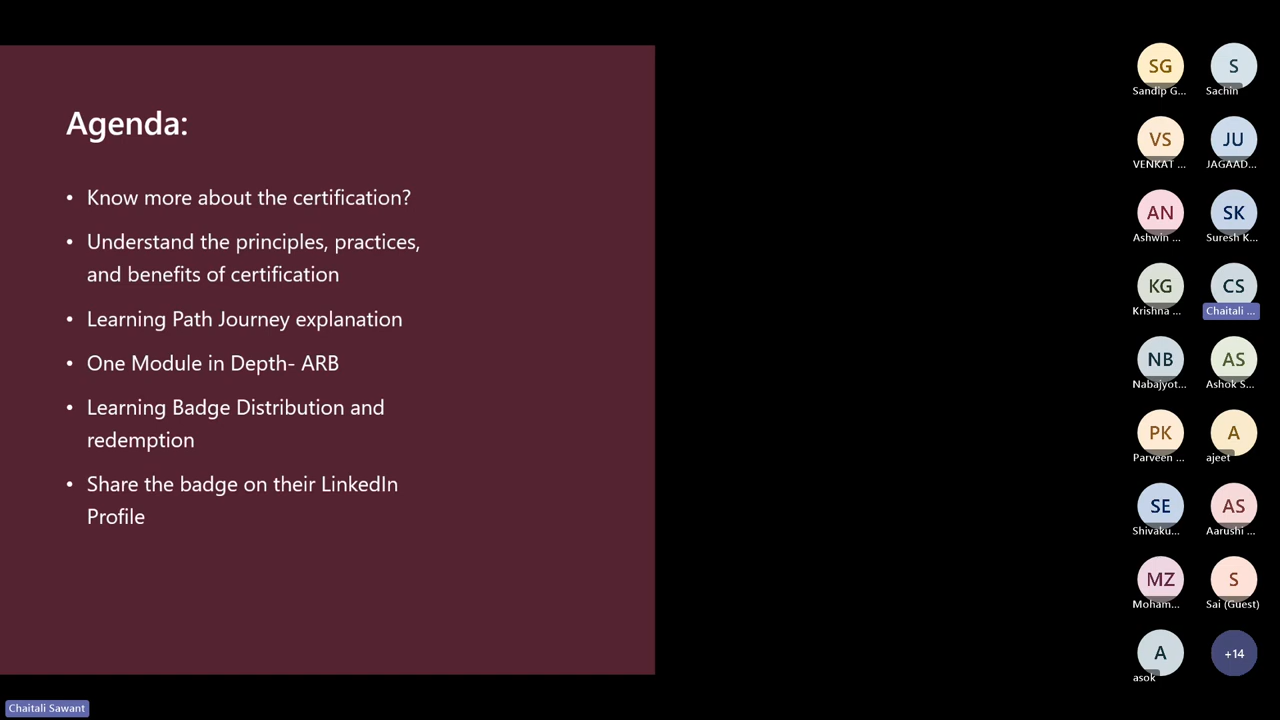 Agenda:
• Know more about the certification?
• Understand the principles, practices,
and benefits of certification
• Learning Path Journey explanation
• One Module in Depth- ARB
• Learning Badge Distribution and
redemption
• Share the badge on their LinkedIn
Profile
SG
Sandip G...
S
Sachin
VS
VENKAT ...
JU
JAGAAD...
AN
Ashwin ...
SK
Suresh K...
KG
Krishna ...
CS
Chaitali ...
NB
Nabajyot...
AS
Ashok S...
PK
Parveen ...
A
ajeet
SE
Shivaku...
AS
Aarushi ...
MZ
Moham...
S
Sai (Guest)
A
asok
+14
Chaitali Sawant